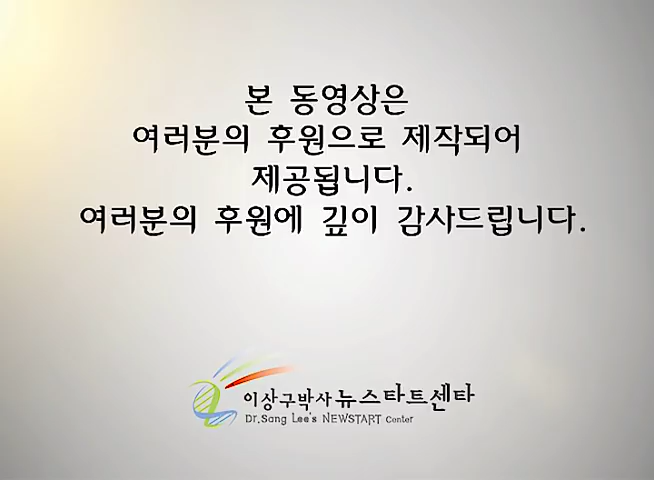 본 동영상은
여러분의 후원으로 제작되어
제공됩니다.
여러분의 후원에 깊이 감사드립니다.
이상구박사 뉴스타트센타
Dr.Sang Lee's NEWSTART Center